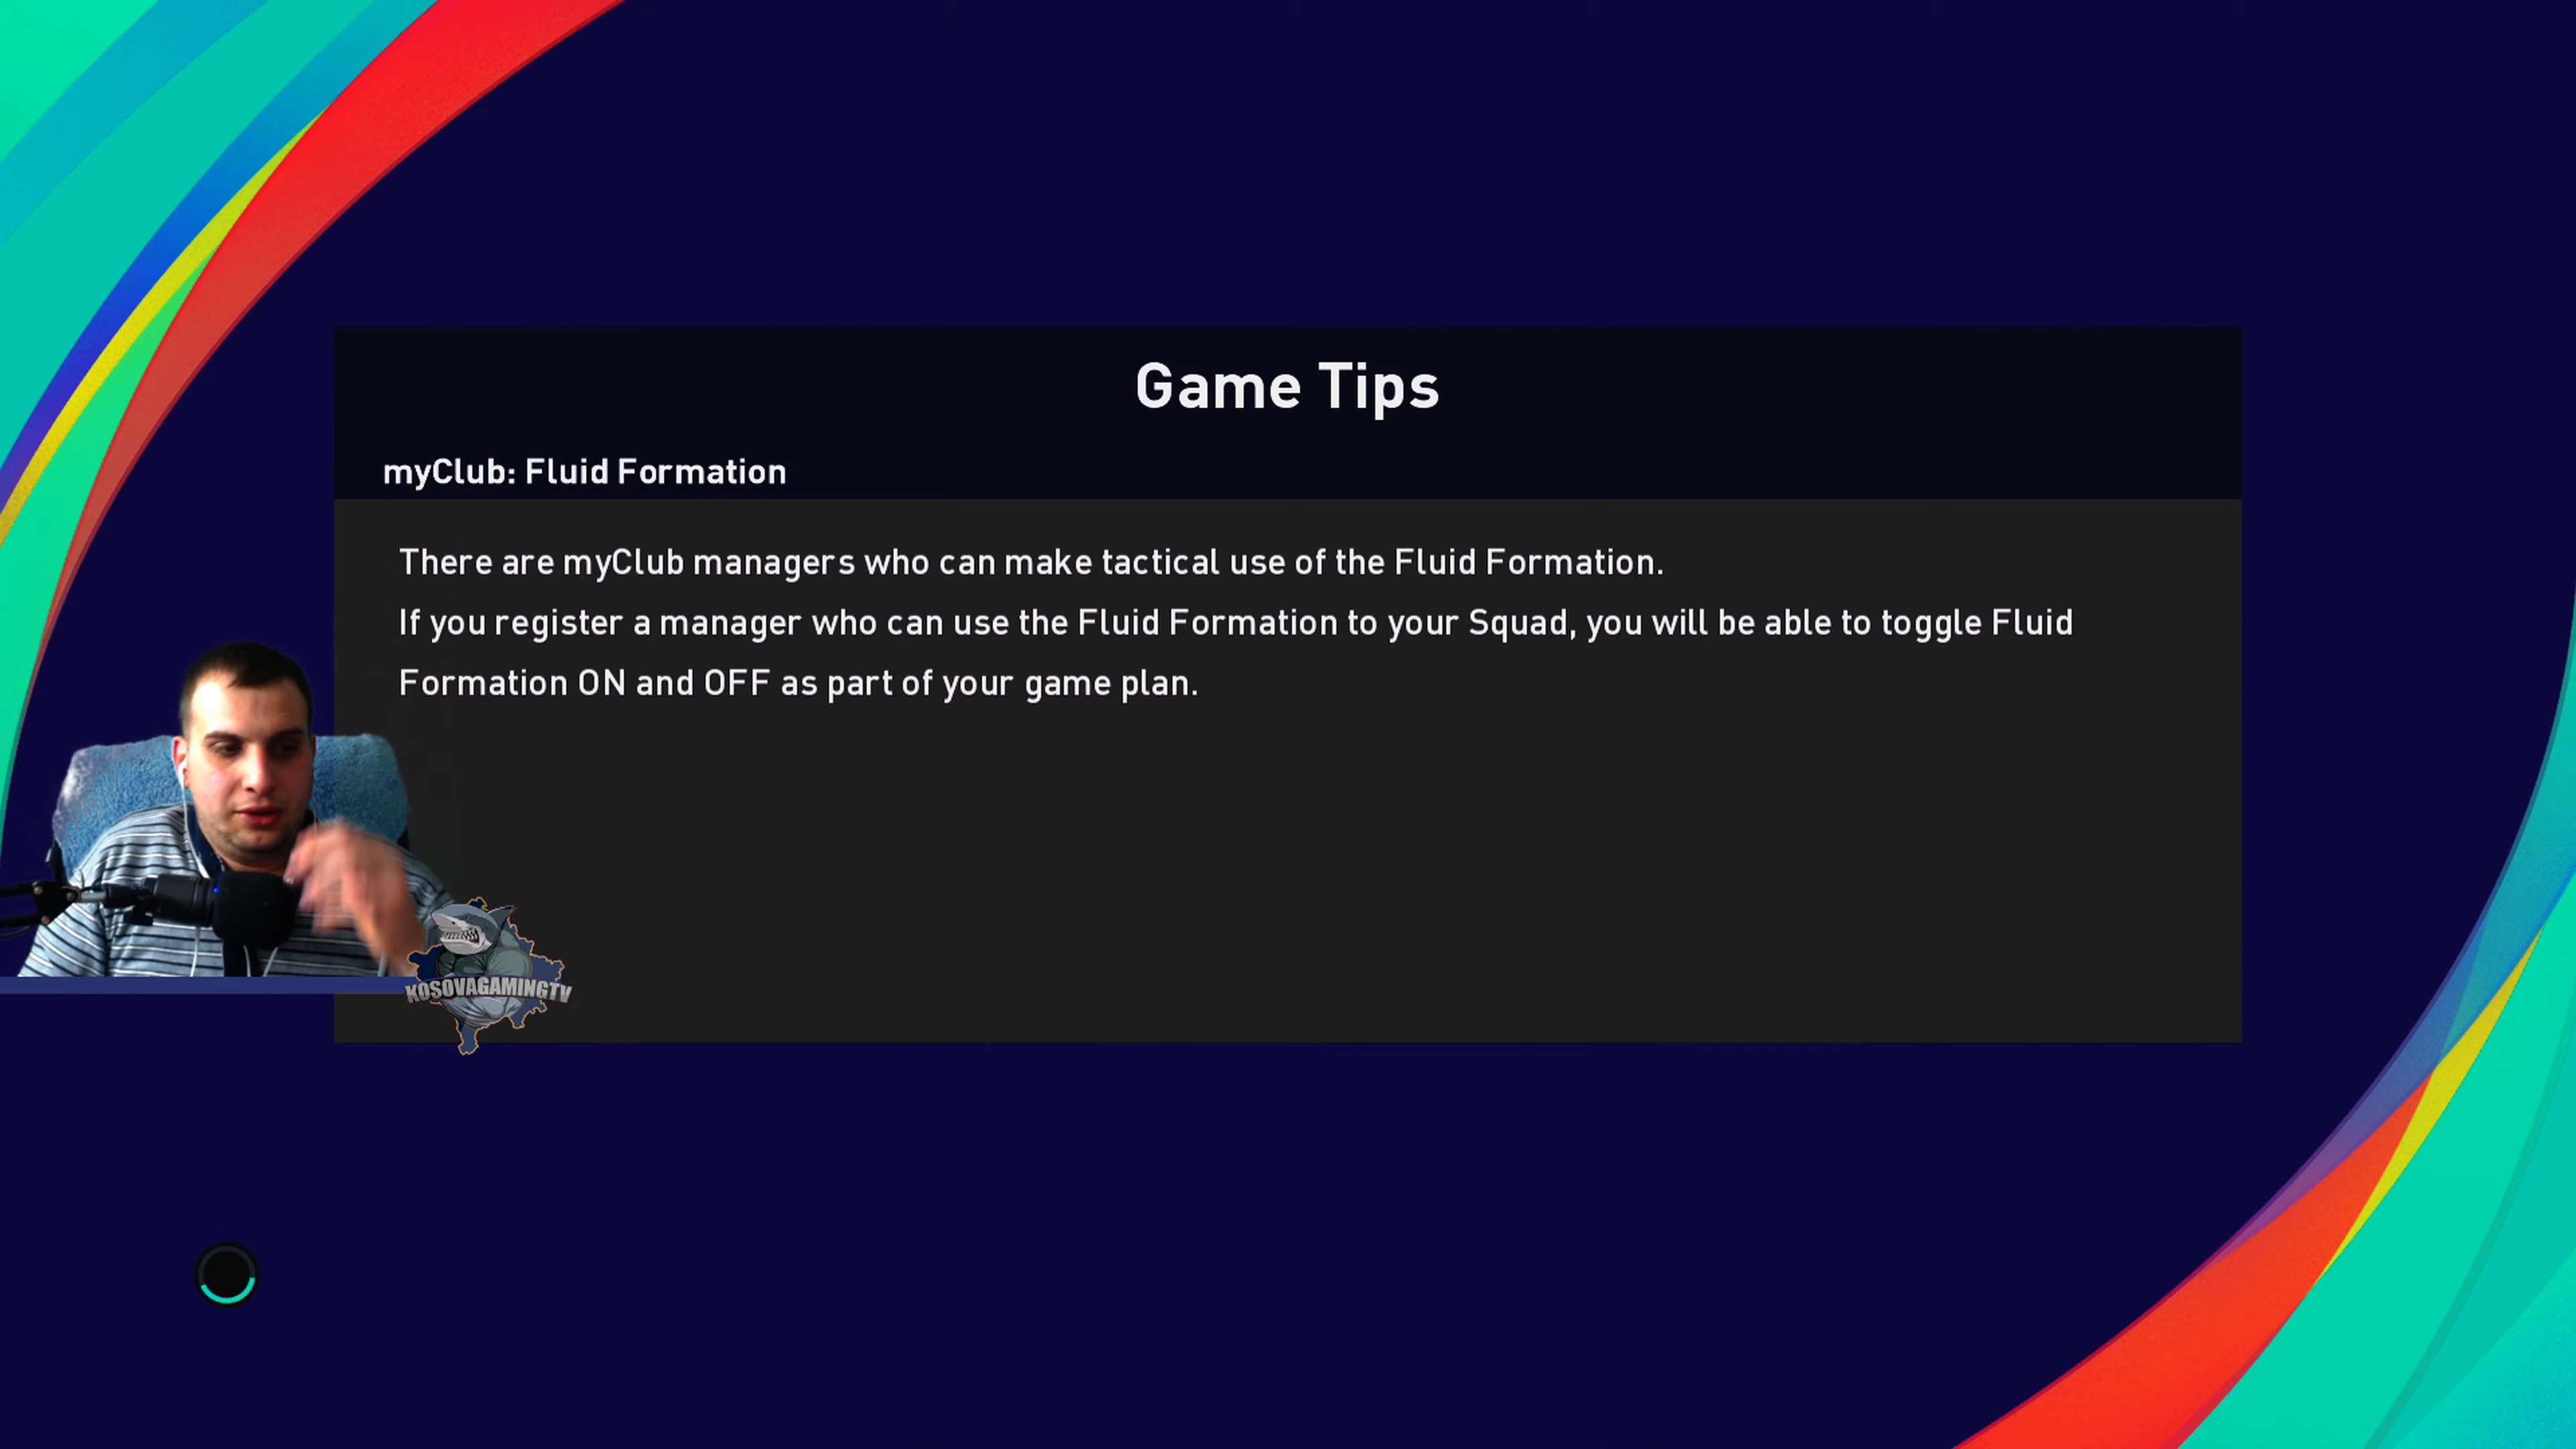 Game Tips
myClub: Fluid Formation
There are myClub managers who can make tactical use of the Fluid Formation.
If you register a manager who can use the Fluid Formation to your Squad, you will be able to toggle Fluid
Formation ON and OFF as part of your game plan.
KOSOVAGAMINGTV